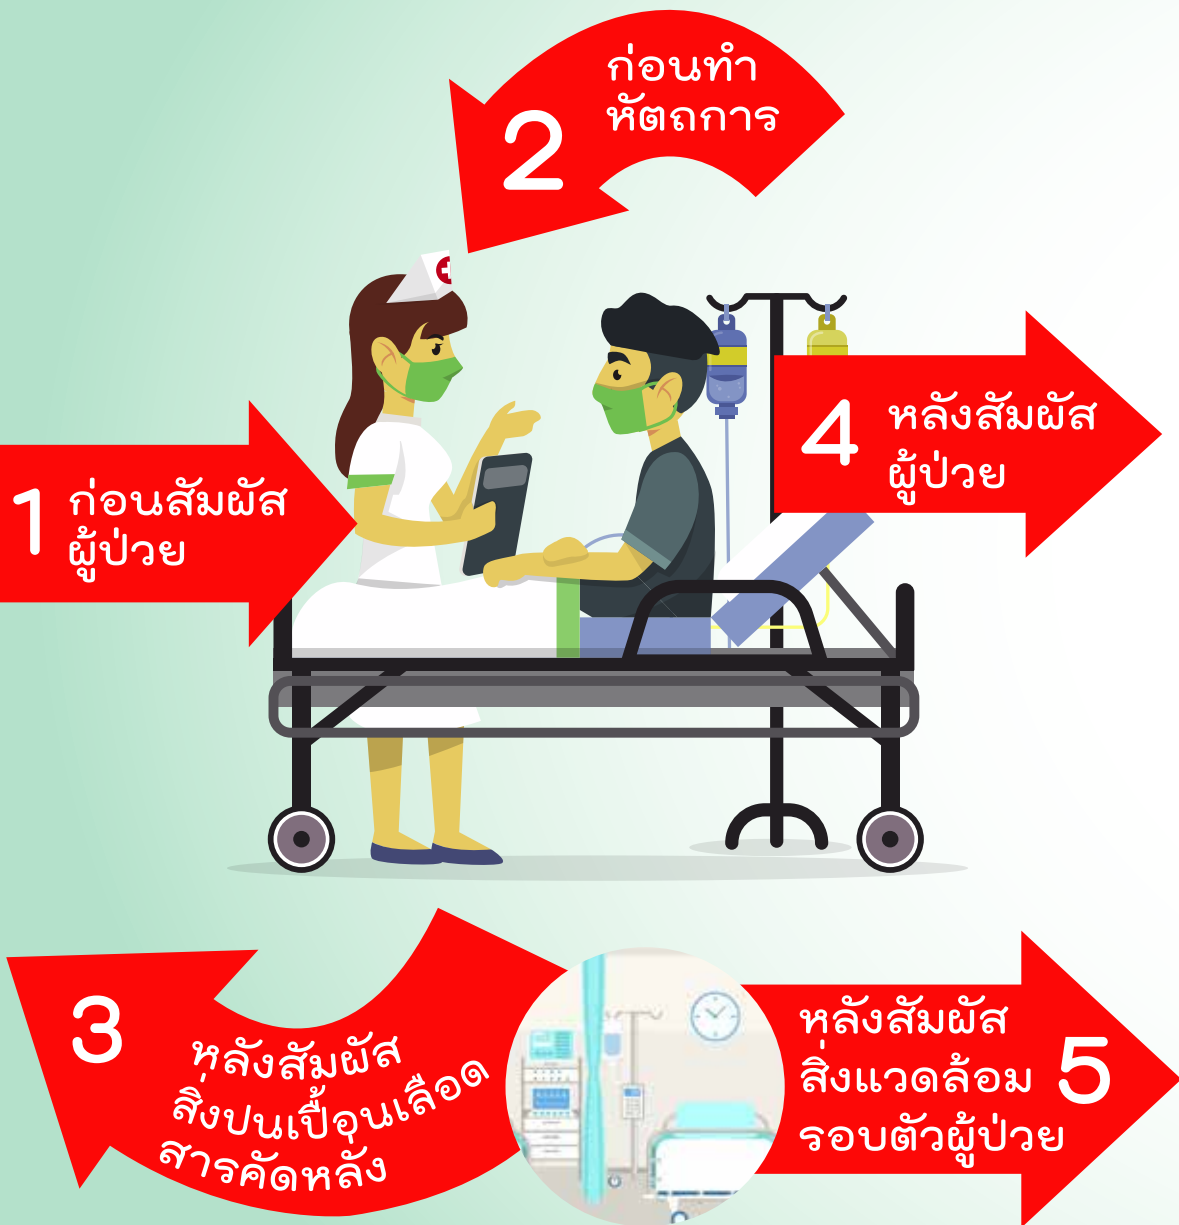 1
ก่อนสัมผัส
ผู้ป่วย
2
ก่อนทำ
หัตถการ
3
หลังสัมผัส
สิ่งปนเปื้อนเลือด
สารคัดหลั่ง
4
หลังสัมผัส
ผู้ป่วย
5
หลังสัมผัส
สิ่งแวดล้อม
รอบตัวผู้ป่วย